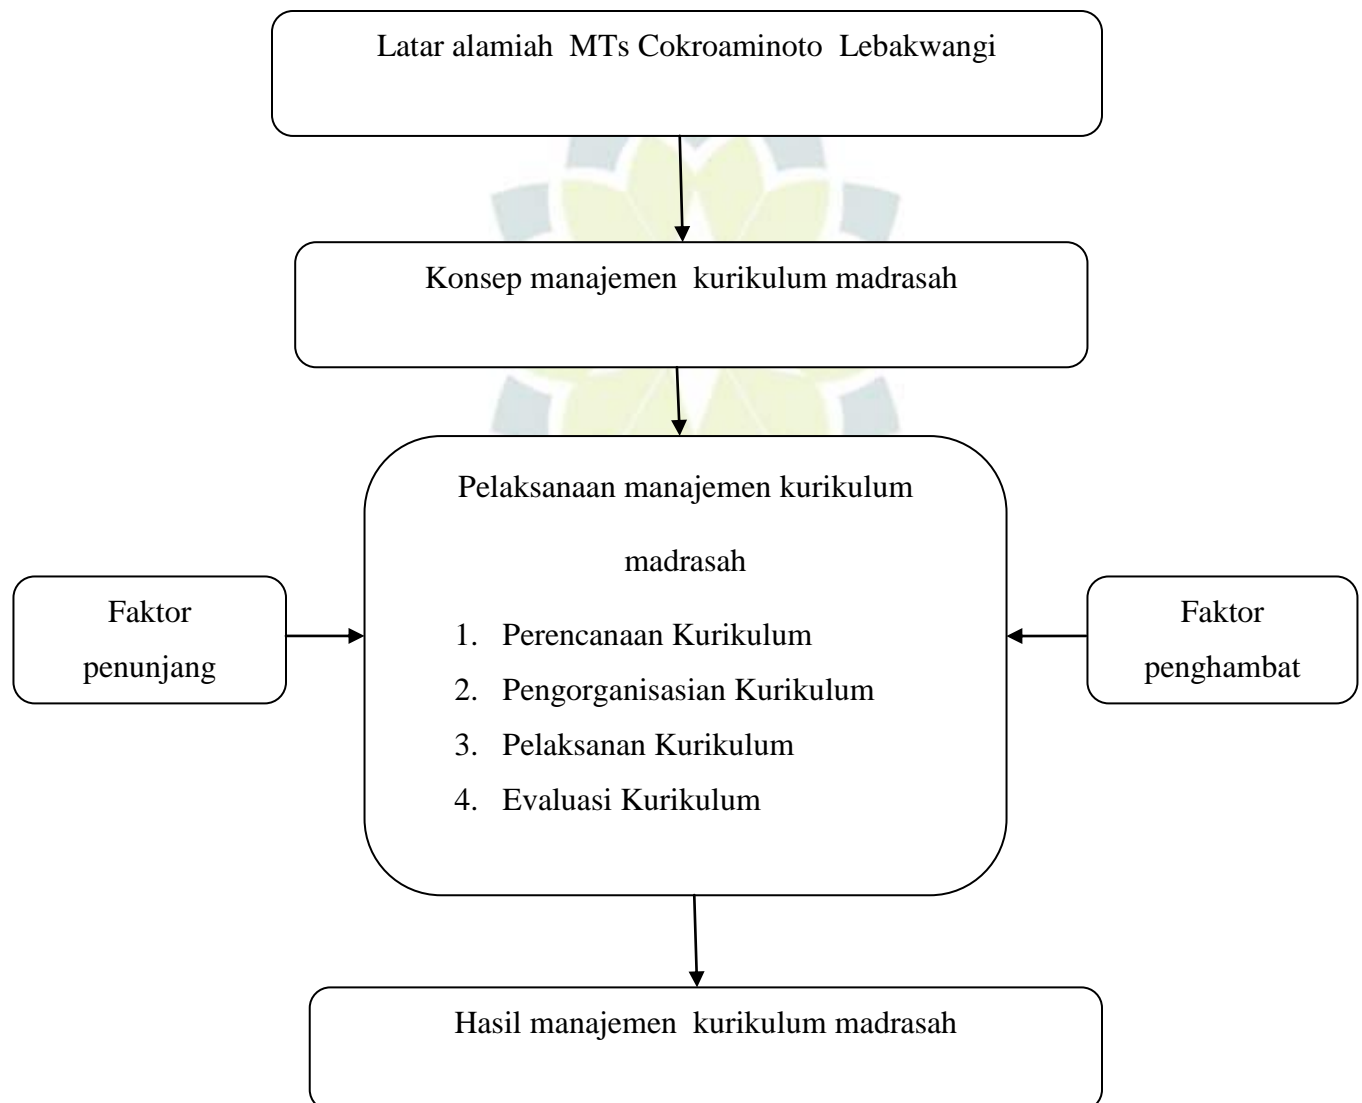 Latar alamiah MTs Cokroaminoto Lebakwangi
Konsep manajemen kurikulum madrasah
Pelaksanaan manajemen kurikulum
madrasah
1. Perencanaan Kurikulum
2. Pengorganisasian Kurikulum
3. Pelaksanan Kurikulum
4. Evaluasi Kurikulum
Faktor
penunjang
Faktor
penghambat
Hasil manajemen kurikulum madrasah